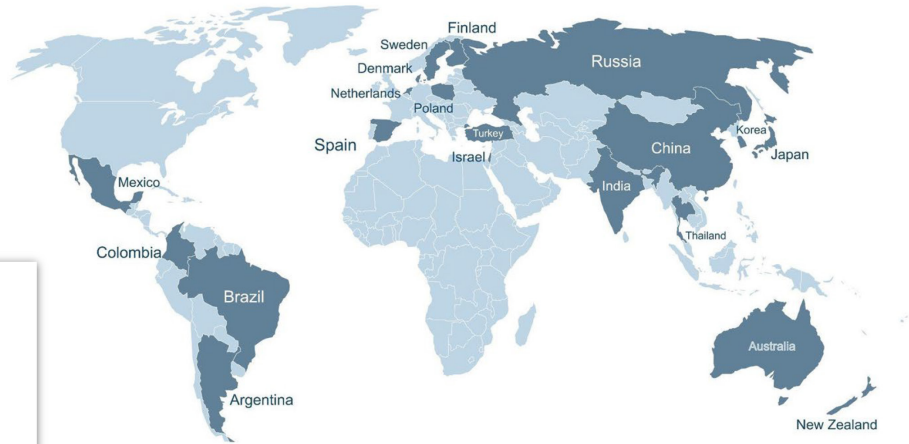 Finland
Sweden
Russia
Denmark
Netherlands
Poland
Spain
Turkey
Korea
China
Israel
Japan
Mexico
India
Thailand
Colombia
Brazil
Australia
Argentina
New Zealand